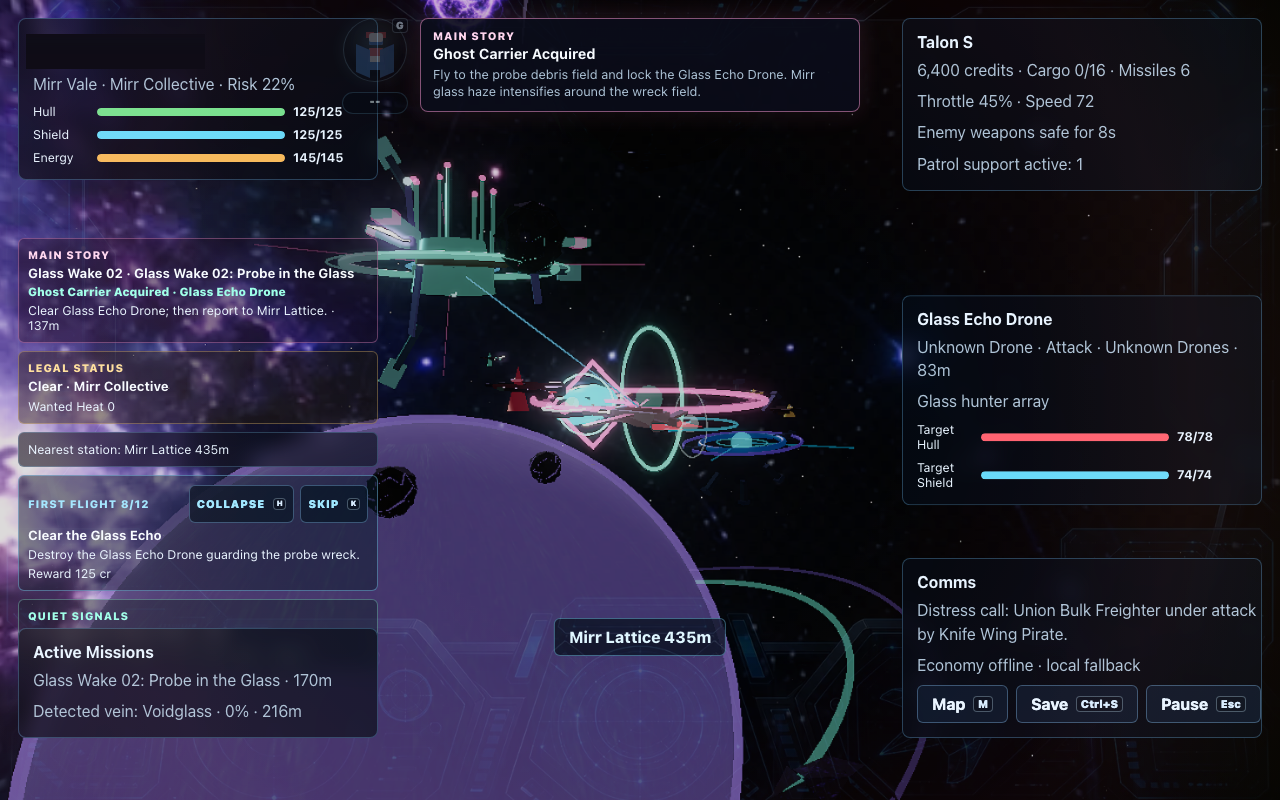 Mirr Vale · Mirr Collective · Risk 22%
Hull 125/125
Shield 125/125
Energy 145/145
G
--
MAIN STORY
Ghost Carrier Acquired
Fly to the probe debris field and lock the Glass Echo Drone. Mirr
glass haze intensifies around the wreck field.
Talon S
6,400 credits · Cargo 0/16 · Missiles 6
Throttle 45% · Speed 72
Enemy weapons safe for 8s
Patrol support active: 1
MAIN STORY
Glass Wake 02 · Glass Wake 02: Probe in the Glass
Ghost Carrier Acquired · Glass Echo Drone
Clear Glass Echo Drone; then report to Mirr Lattice. ·
137m
LEGAL STATUS
Clear · Mirr Collective
Wanted Heat 0
Nearest station: Mirr Lattice 435m
FIRST FLIGHT 8/12
COLLAPSE H
SKIP K
Clear the Glass Echo
Destroy the Glass Echo Drone guarding the probe wreck.
Reward 125 cr
QUIET SIGNALS
Active Missions
Glass Wake 02: Probe in the Glass · 170m
Detected vein: Voidglass · 0% · 216m
Mirr Lattice 435m
Glass Echo Drone
Unknown Drone · Attack · Unknown Drones ·
83m
Glass hunter array
Target
Hull 78/78
Target
Shield 74/74
Comms
Distress call: Union Bulk Freighter under attack
by Knife Wing Pirate.
Economy offline · local fallback
Map M
Save Ctrl+S
Pause Esc